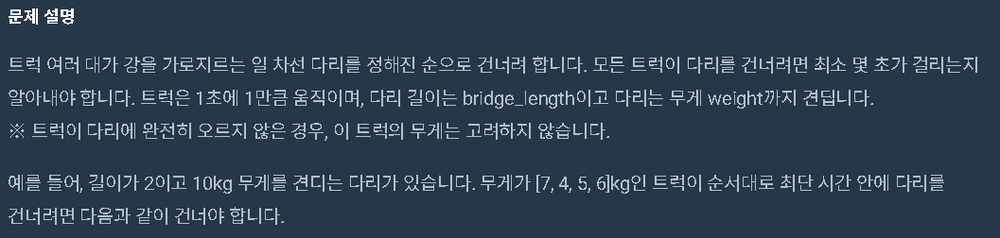 문제 설명
트럭 여러 대가 강을 가로지르는 일 차선 다리를 정해진 순으로 건너려 합니다. 모든 트럭이 다리를 건너려면 최소 몇 초가 걸리는지
알아내야 합니다. 트럭은 1초에 1만큼 움직이며, 다리 길이는 bridge_length이고 다리는 무게 weight까지 견딥니다.
※ 트럭이 다리에 완전히 오르지 않은 경우, 이 트럭의 무게는 고려하지 않습니다.
예를 들어, 길이가 2이고 10kg 무게를 견디는 다리가 있습니다. 무게가 [7, 4, 5, 6]kg인 트럭이 순서대로 최단 시간 안에 다리를
건너려면 다음과 같이 건너야 합니다.